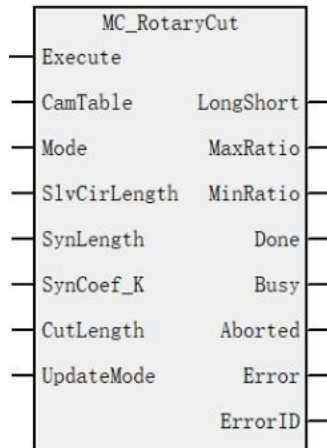 MC_RotaryCut
Execute
CamTable LongShort
Mode MaxRatio
SlvCirLength MinRatio
SynLength Done
SynCoef_K Busy
CutLength Aborted
UpdateMode Error
ErrorID